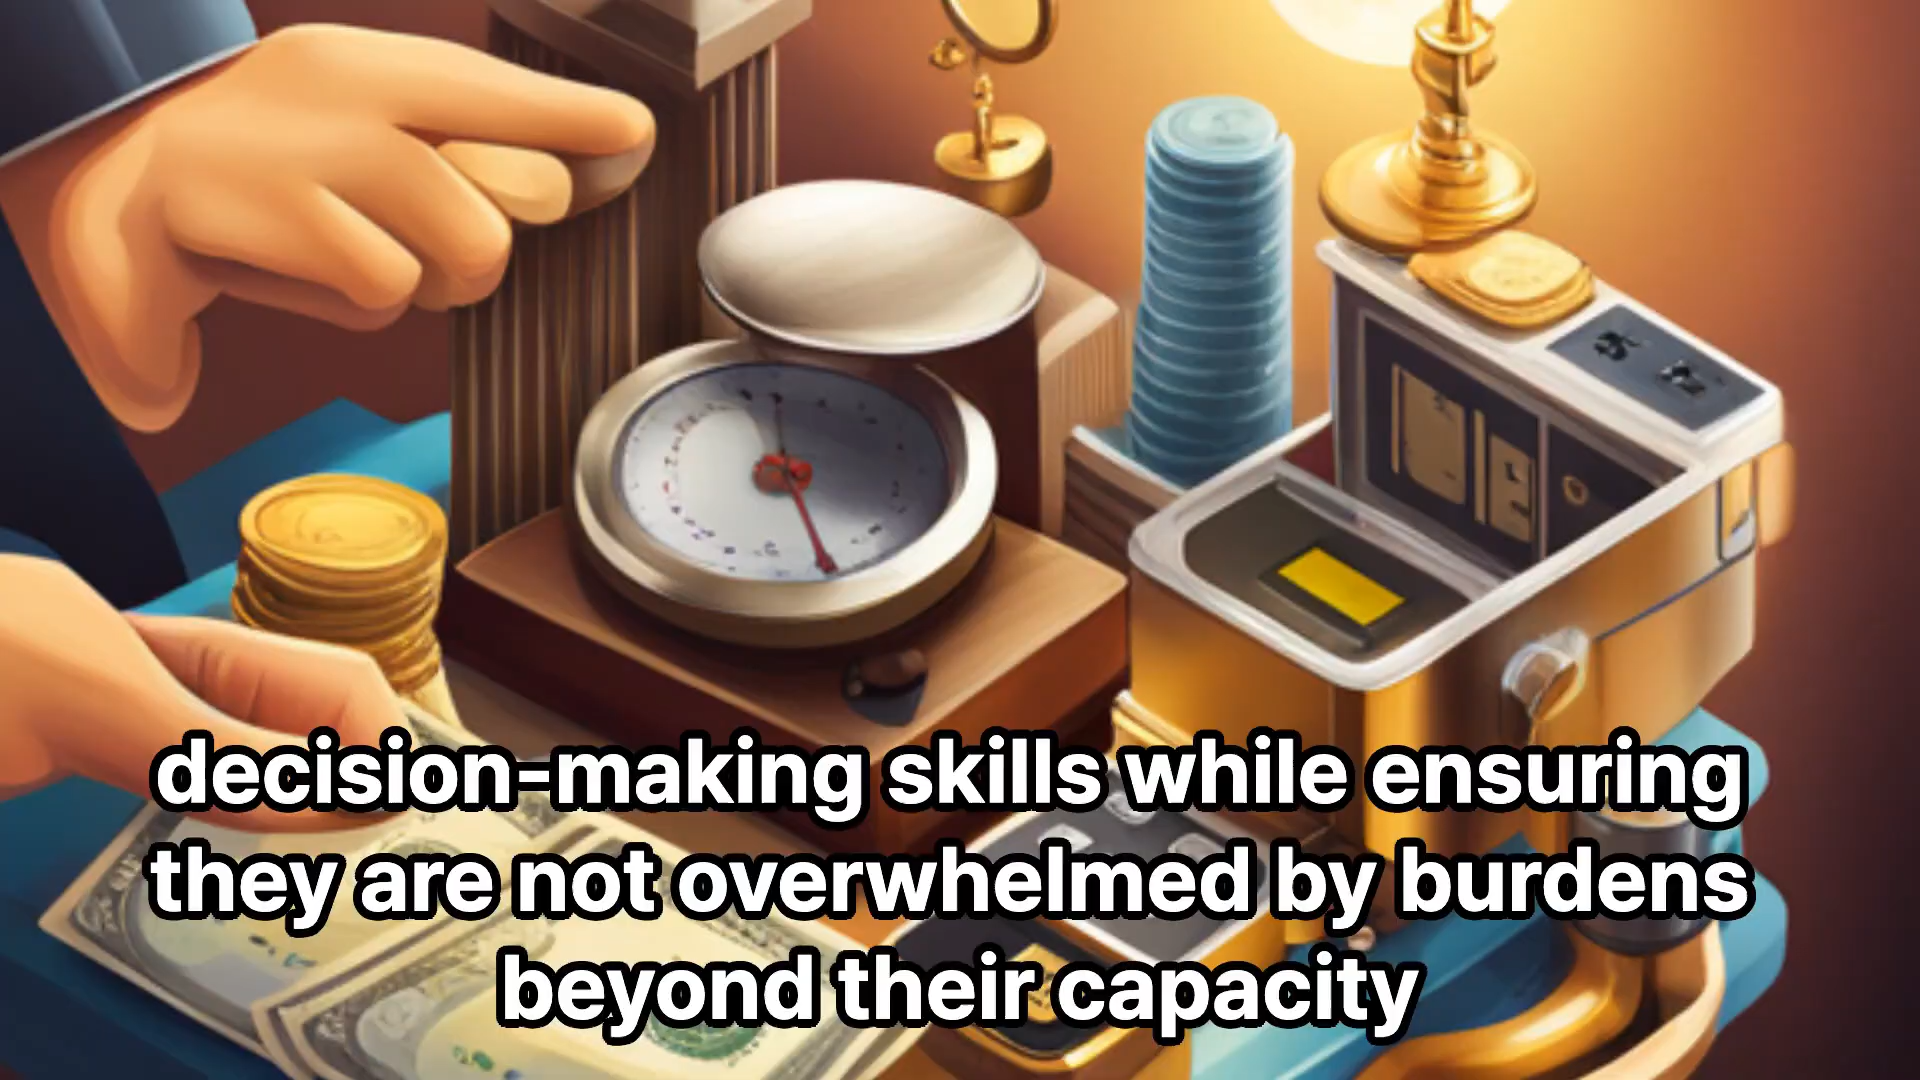 decision-making skills while ensuring
they are not overwhelmed by burdens
beyond their capacity